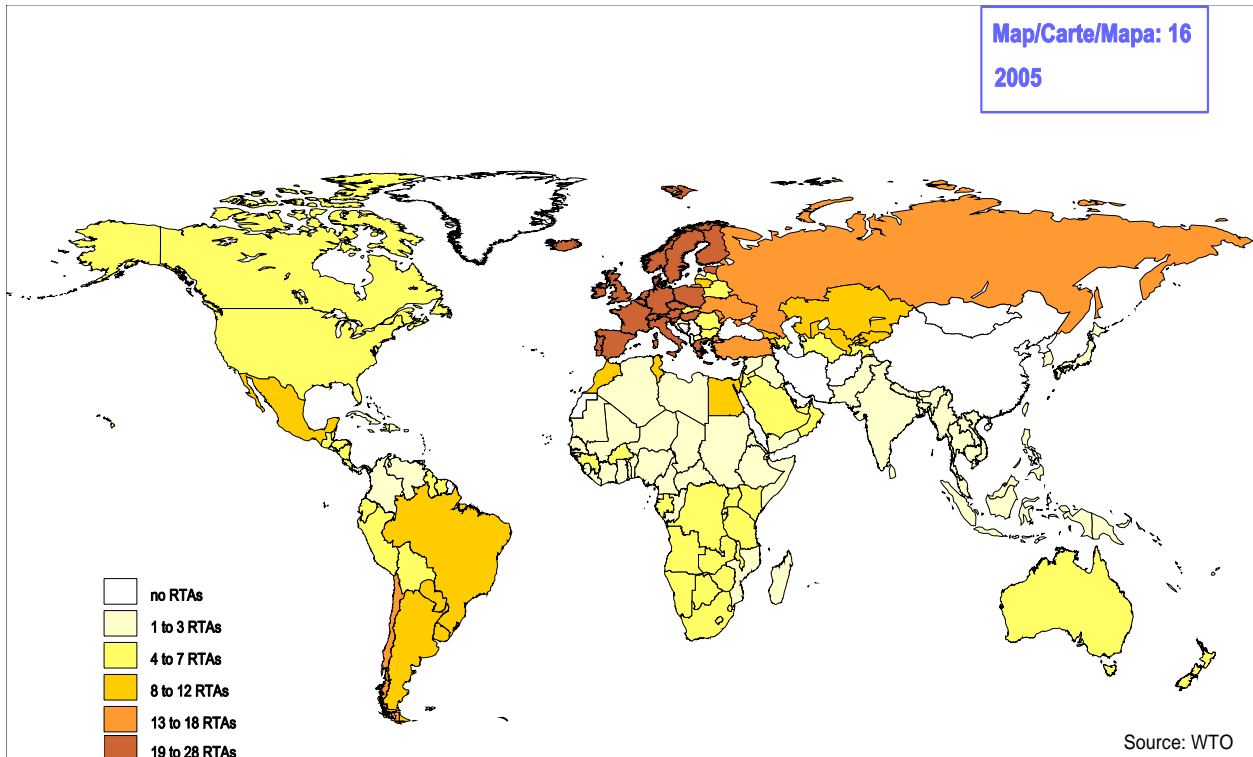 Map/Carte/Mapa: 16
2005
no RTAs
1 to 3 RTAs
4 to 7 RTAs
8 to 12 RTAs
13 to 18 RTAs
19 to 28 RTAs
Source: WTO